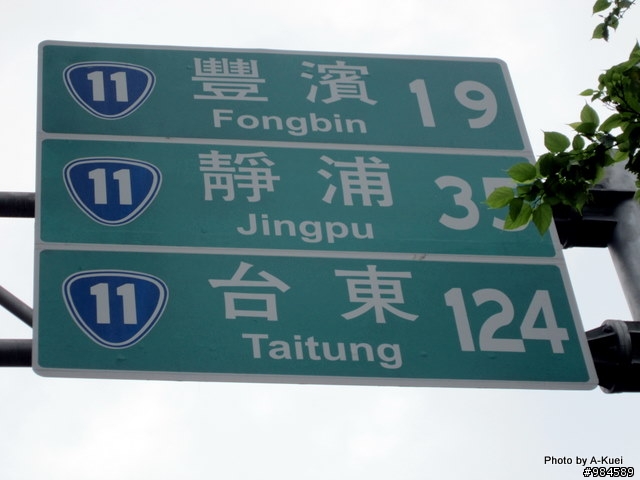 11 豐濱 19
Fongbin
11 靜浦 35
Jingpu
11 台東 124
Taitung
Photo by A-Kuei
#984589